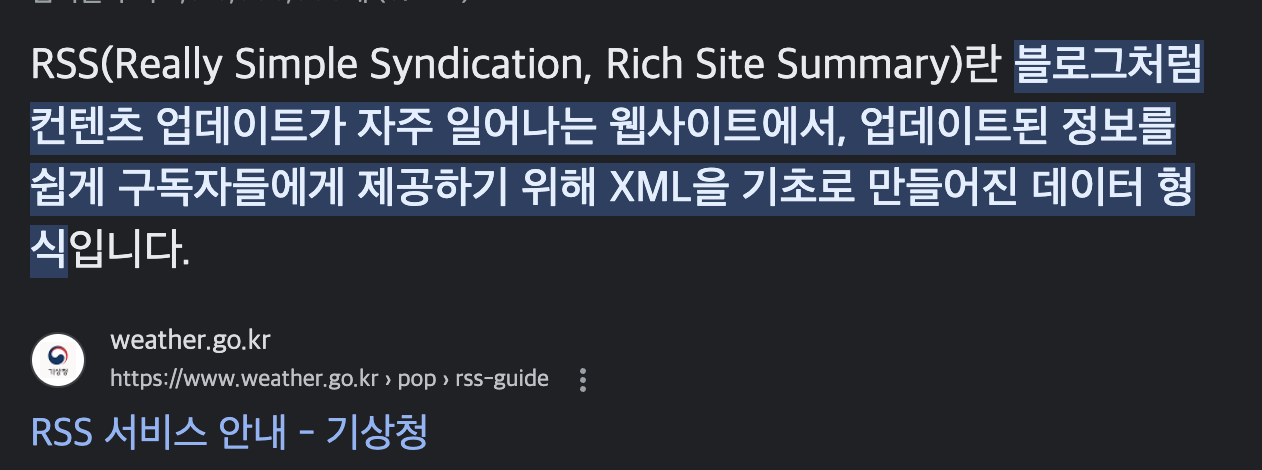 RSS(Really Simple Syndication, Rich Site Summary)란 블로그처럼
컨텐츠 업데이트가 자주 일어나는 웹사이트에서, 업데이트된 정보를
쉽게 구독자들에게 제공하기 위해 XML을 기초로 만들어진 데이터 형
식입니다.
기상청
weather.go.kr
https://www.weather.go.kr › pop › rss-guide
RSS 서비스 안내 - 기상청